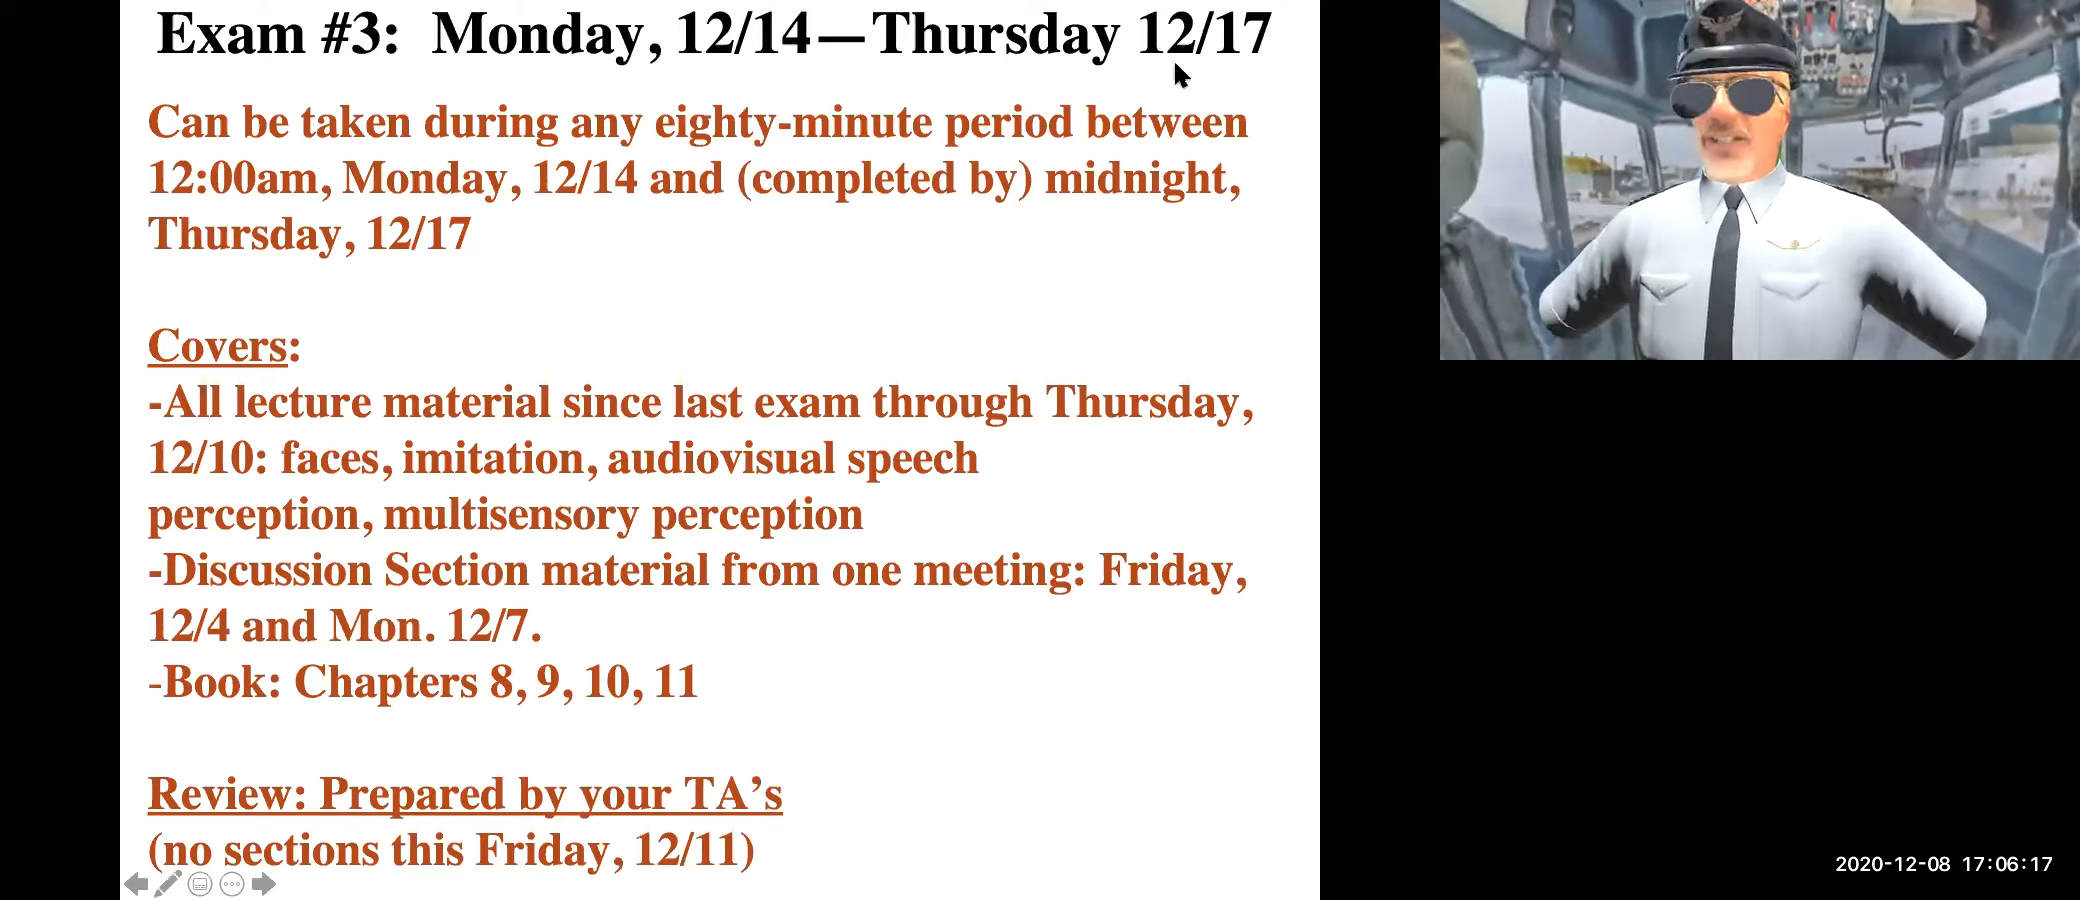 Exam #3:  Monday, 12/14—Thursday 12/17
Can be taken during any eighty-minute period between
12:00am, Monday, 12/14 and (completed by) midnight,
Thursday, 12/17
Covers:
-All lecture material since last exam through Thursday,
12/10: faces, imitation, audiovisual speech
perception, multisensory perception
-Discussion Section material from one meeting: Friday,
12/4 and Mon. 12/7.
-Book: Chapters 8, 9, 10, 11
Review: Prepared by your TA’s
(no sections this Friday, 12/11)
2020-12-08 17:06:17